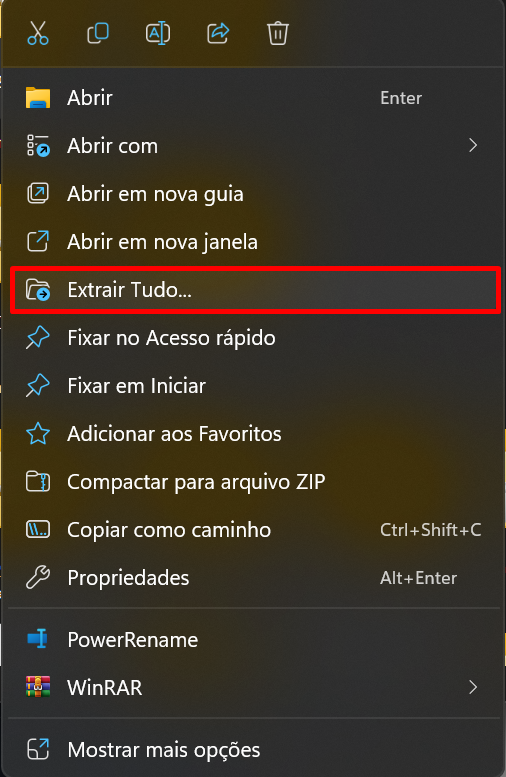 Abrir Enter
Abrir com
Abrir em nova guia
Abrir em nova janela
Extrair Tudo...
Fixar no Acesso rápido
Fixar em Iniciar
Adicionar aos Favoritos
Compactar para arquivo ZIP
Copiar como caminho Ctrl+Shift+C
Propriedades Alt+Enter
PowerRename
WinRAR
Mostrar mais opções